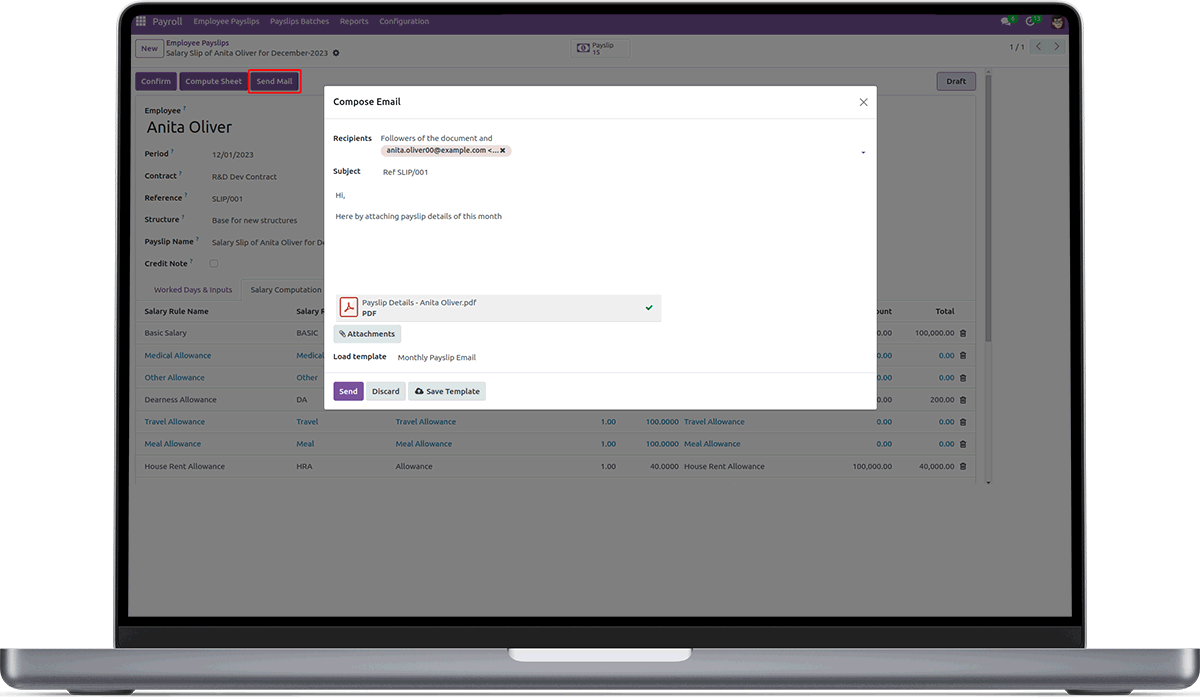 Payroll Employee Payslips Payslips Batches Reports Configuration 6 13
New Employee Payslips
Salary Slip of Anita Oliver for December-2023
Payslip
15
1 / 1
Confirm Compute Sheet Send Mail Draft
Employee ?
Anita Oliver
Period ? 12/01/2023
Contract ? R&D Dev Contract
Reference ? SLIP/001
Structure ? Base for new structures
Payslip Name ? Salary Slip of Anita Oliver for De
Credit Note ?
Worked Days & Inputs Salary Computation
Compose Email
Recipients Followers of the document and
anita.oliver00@example.com <...
Subject Ref SLIP/001
Hi,
Here by attaching payslip details of this month
Payslip Details - Anita Oliver.pdf
PDF
Attachments
Load template Monthly Payslip Email
Send Discard Save Template
Salary Rule Name Salary R ount Total
Basic Salary BASIC 0.00 100,000.00
Medical Allowance Medical 0.00 0.00
Other Allowance Other 0.00 0.00
Dearness Allowance DA 0.00 200.00
Travel Allowance Travel Travel Allowance 1.00 100.0000 Travel Allowance 0.00 0.00
Meal Allowance Meal Meal Allowance 1.00 100.0000 Meal Allowance 0.00 0.00
House Rent Allowance HRA Allowance 1.00 40.0000 House Rent Allowance 100,000.00 40,000.00